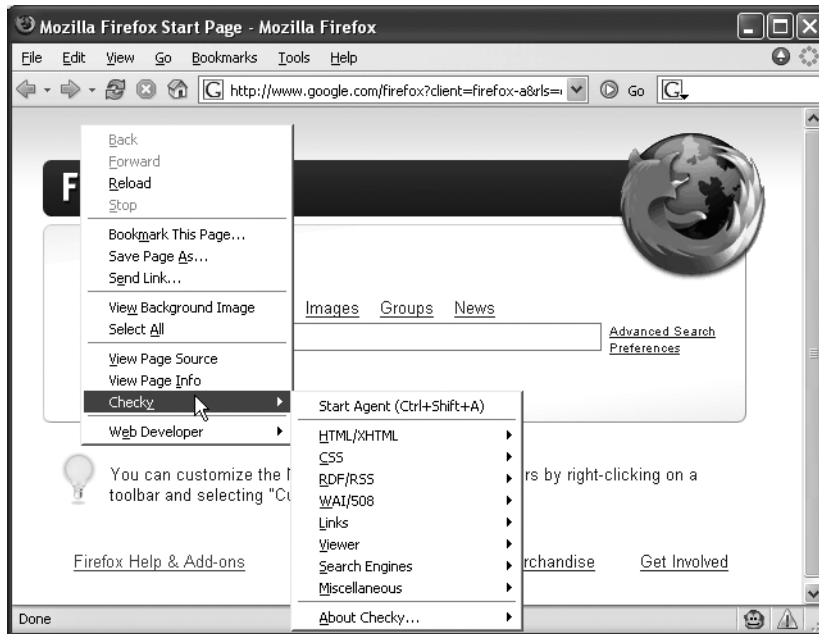 Mozilla Firefox Start Page - Mozilla Firefox
File Edit View Go Bookmarks Tools Help
G http://www.google.com/firefox?client=firefox-a&rls= Go G
F
Back
Forward
Reload
Stop
Bookmark This Page...
Save Page As...
Send Link...
View Background Image
Select All
View Page Source
View Page Info
Checky
Web Developer
Images Groups News
Advanced Search
Preferences
Start Agent (Ctrl+Shift+A)
HTML/XHTML
CSS
RDF/RSS
WAI/508
Links
Viewer
Search Engines
Miscellaneous
About Checky...
You can customize the rs by right-clicking on a
toolbar and selecting "Cu
Firefox Help & Add-ons rchandise Get Involved
Done